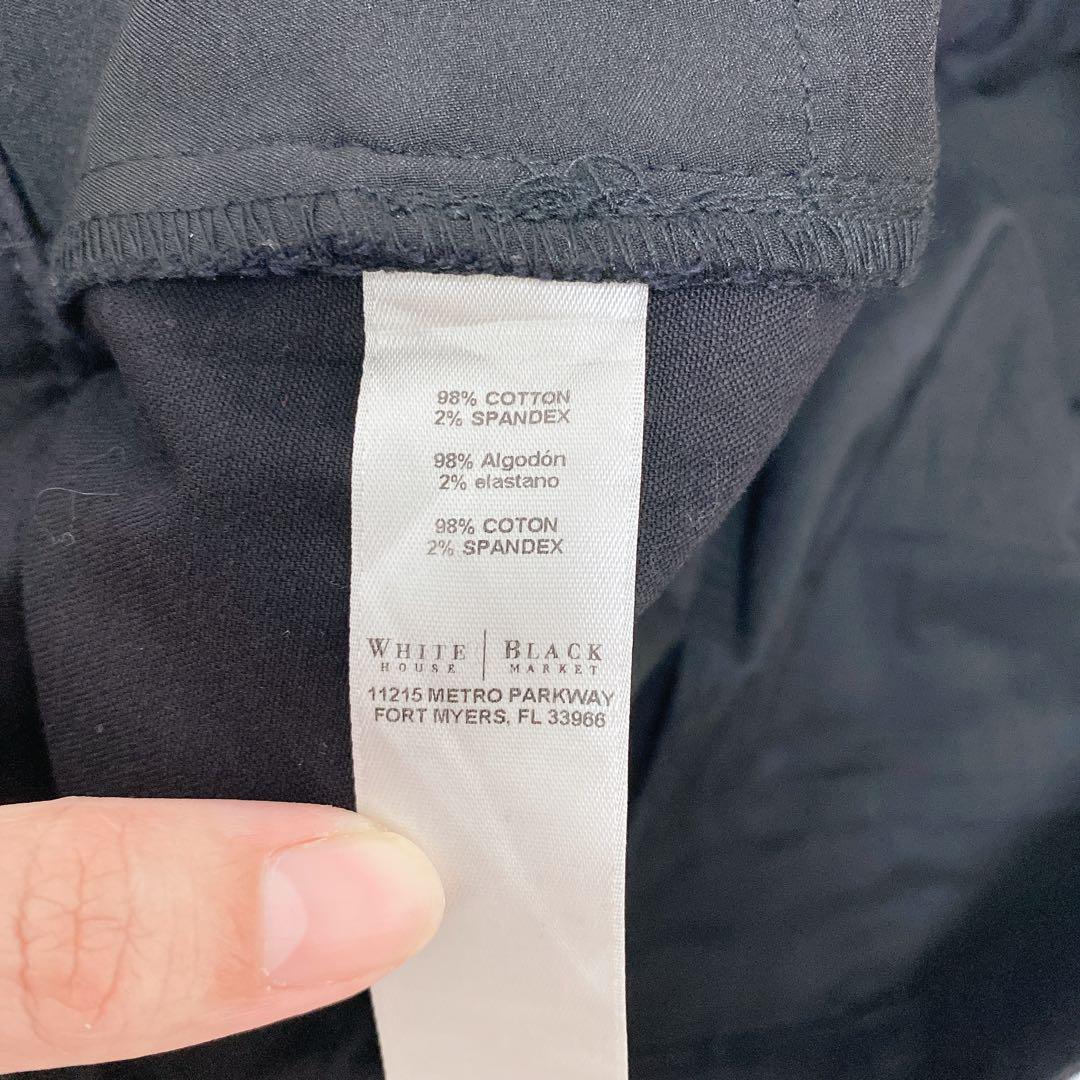 98% COTTON
2% SPANDEX
98% Algodón
2% elastano
98% COTON
2% SPANDEX
WHITE | BLACK
HOUSE MARKET
11215 METRO PARKWAY
FORT MYERS, FL 33966